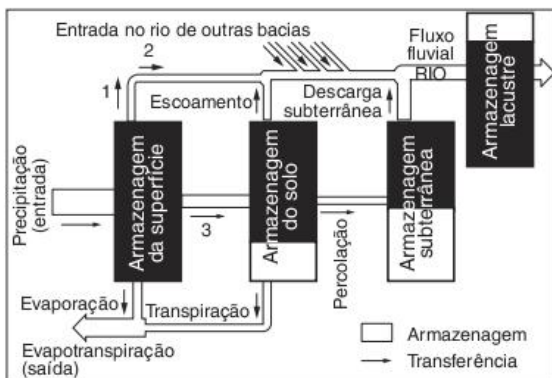 Entrada no rio de outras bacias
2
1
Escoamento
Descarga
subterrânea
Fluxo
fluvial
RIO
Armazenagem
lacustre
Precipitação
(entrada)
Armazenagem
da superfície
3
Armazenagem
do solo
Percolação
Armazenagem
subterrânea
Evaporação
Transpiração
Evapotranspiração
(saída)
Armazenagem
Transferência